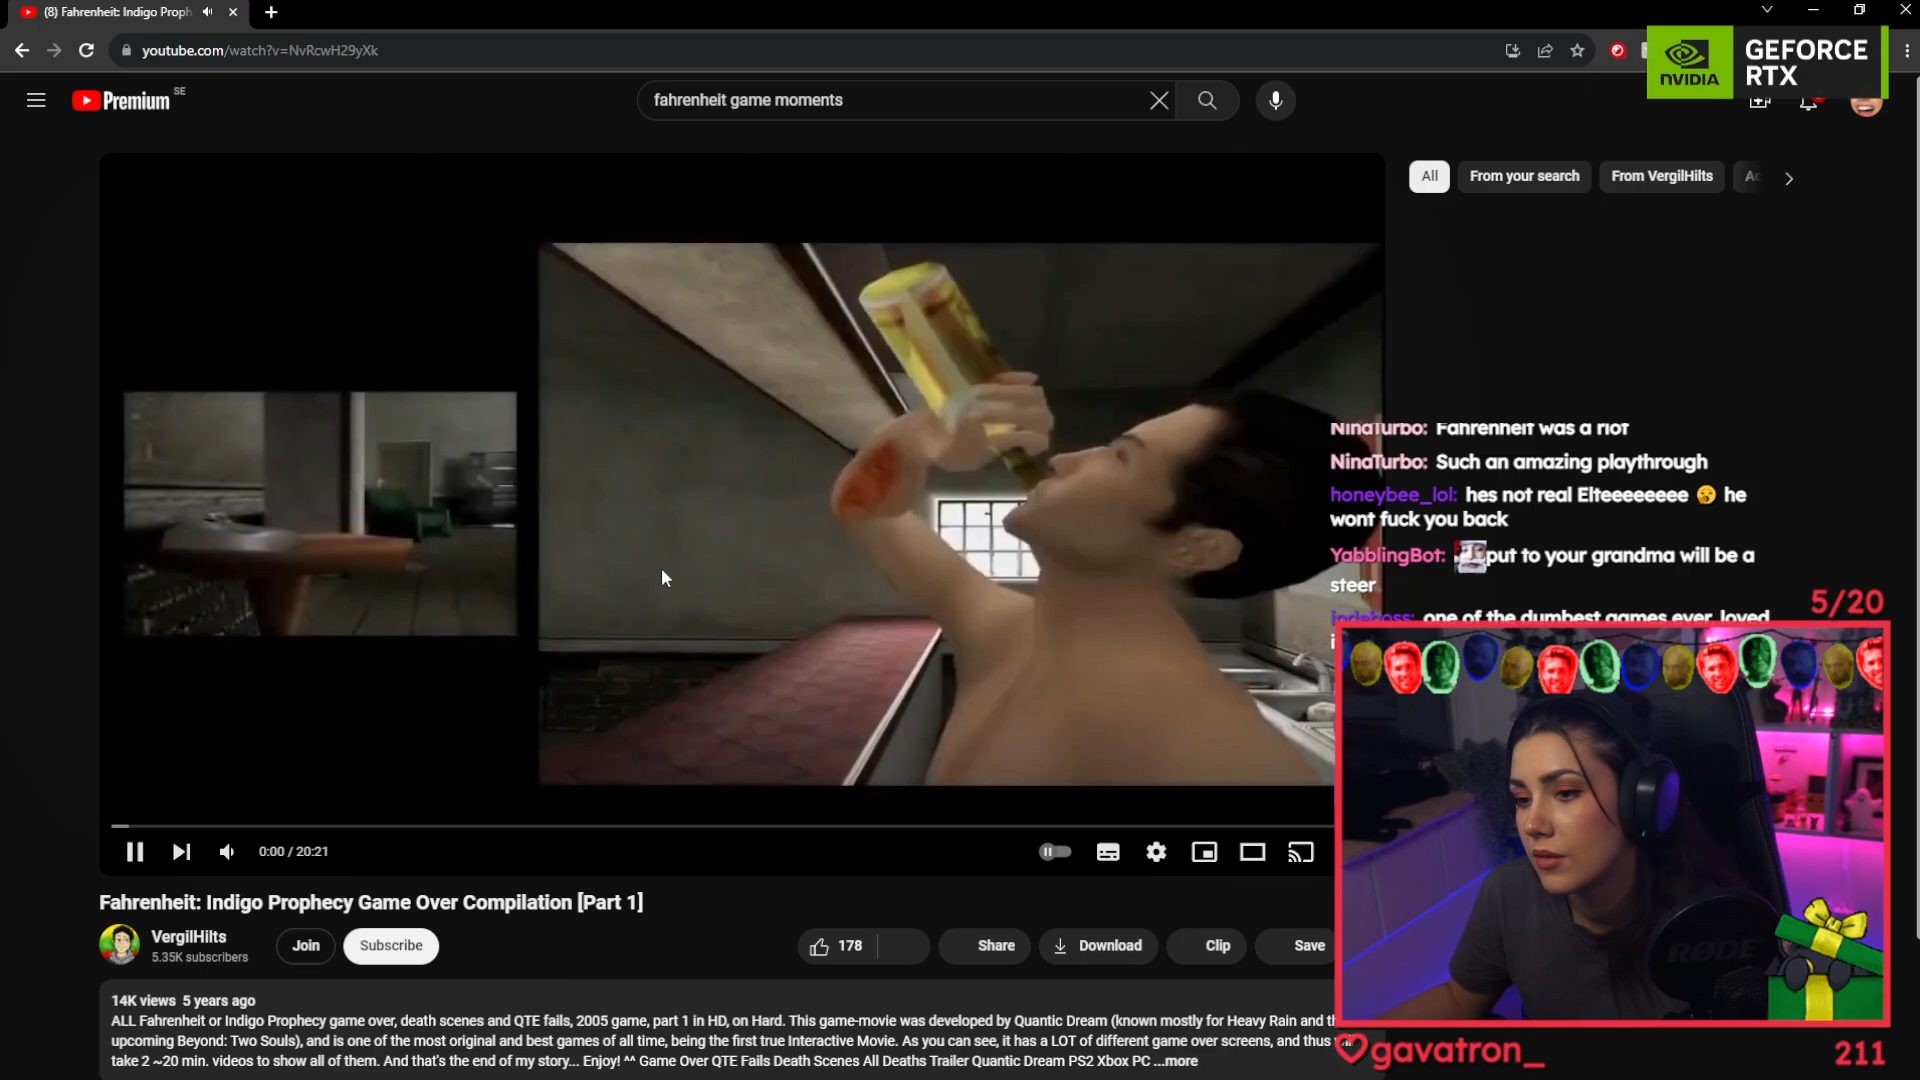 (8) Fahrenheit: Indigo Proph
youtube.com/watch?v=NvRcwH29yXk
NVIDIA
GEFORCE
RTX
Premium SE
fahrenheit game moments
All
From your search
From VergilHilts
NinaTurbo: Fahrenheit was a riot
NinaTurbo: Such an amazing playthrough
honeybee_lol: hes not real Elteeeeeeee he
wont fuck you back
YabblingBot: put to your grandma will be a
steer
one of the dumbest games ever, loved
5/20
0:00 / 20:21
Fahrenheit: Indigo Prophecy Game Over Compilation [Part 1]
VergilHilts
5.35K subscribers
Join
Subscribe
178
Share
Download
Clip
Save
RØDE
14K views 5 years ago
ALL Fahrenheit or Indigo Prophecy game over, death scenes and QTE fails, 2005 game, part 1 in HD, on Hard. This game-movie was developed by Quantic Dream (known mostly for Heavy Rain and
upcoming Beyond: Two Souls), and is one of the most original and best games of all time, being the first true Interactive Movie. As you can see, it has a LOT of different game over screens, and thus
take 2 ~20 min. videos to show all of them. And that's the end of my story... Enjoy! ^^ Game Over QTE Fails Death Scenes All Deaths Trailer Quantic Dream PS2 Xbox PC ...more
gavatron_
211